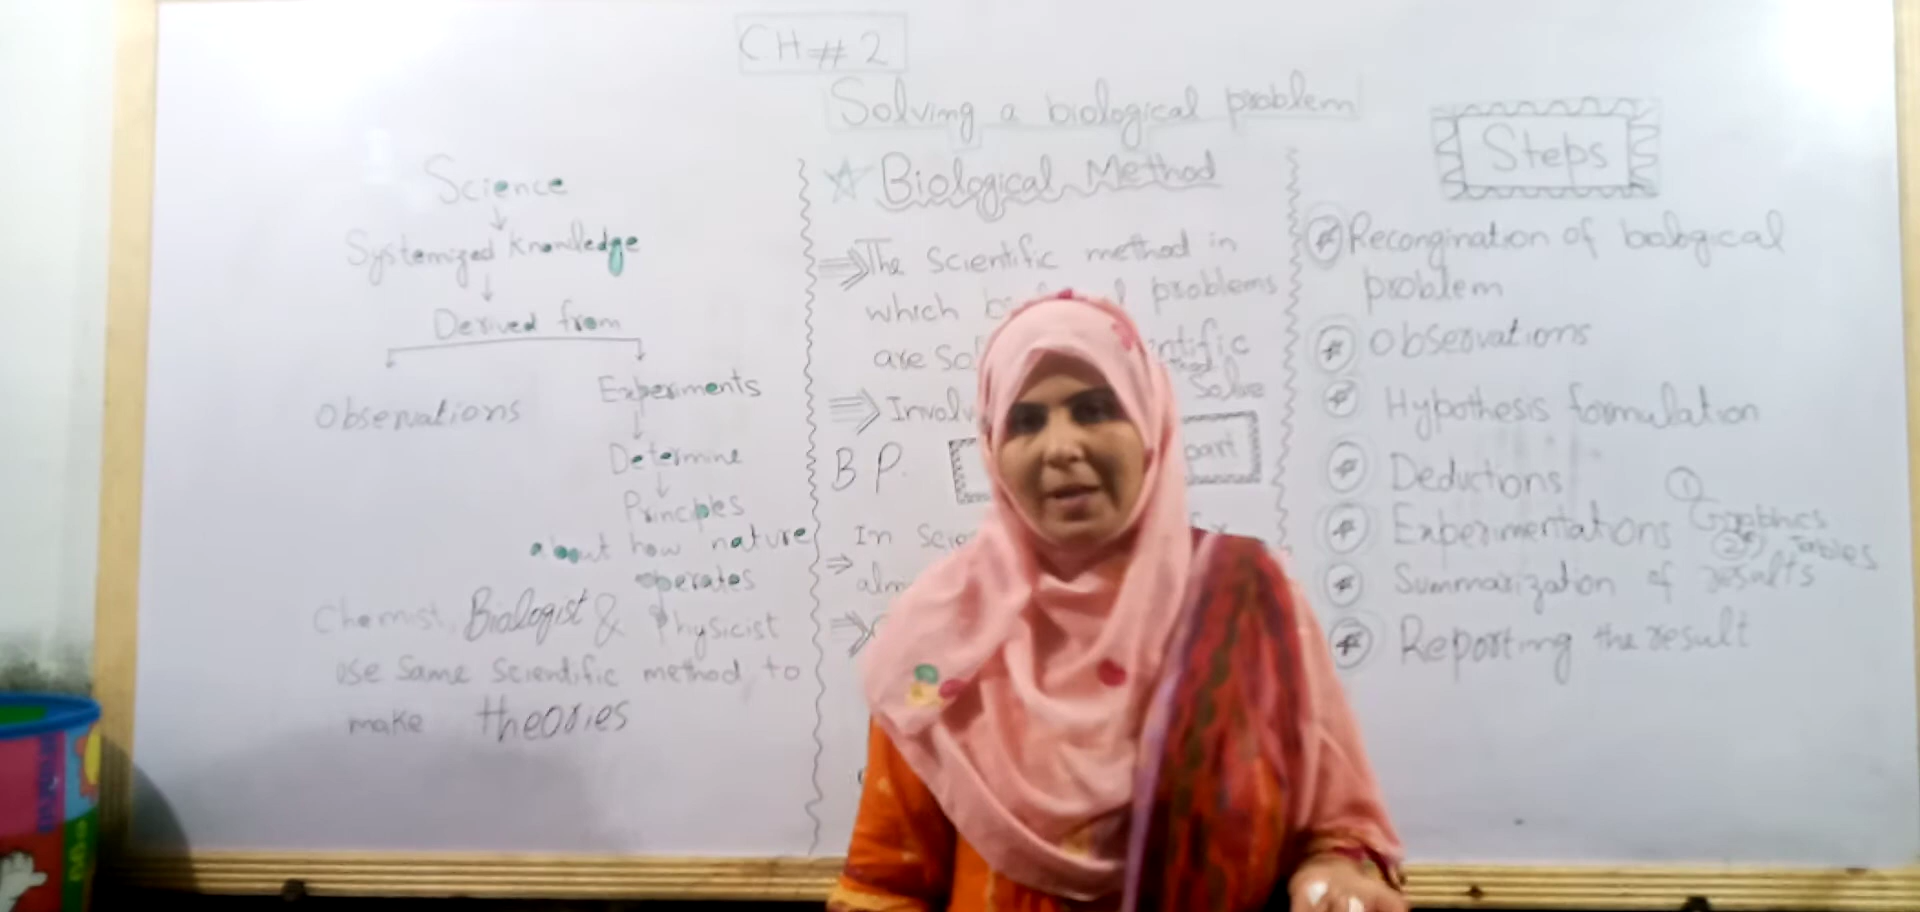 CH # 2
Solving a biological problem
Science
Systemized knowledge
Derived from
Observations
Experiments
Determine
Principles
about how nature
operates
Chemist, Biologist & Physicist
use same scientific method to
make theories
Biological Method
The scientific method in
which problems
are
Solve
B P.
part
In
Steps
Recongination of biological
problem
Observations
Hypothesis formulation
Deductions
Experimentations
① Graphics
② Tables
Summarization of results
Reporting the result